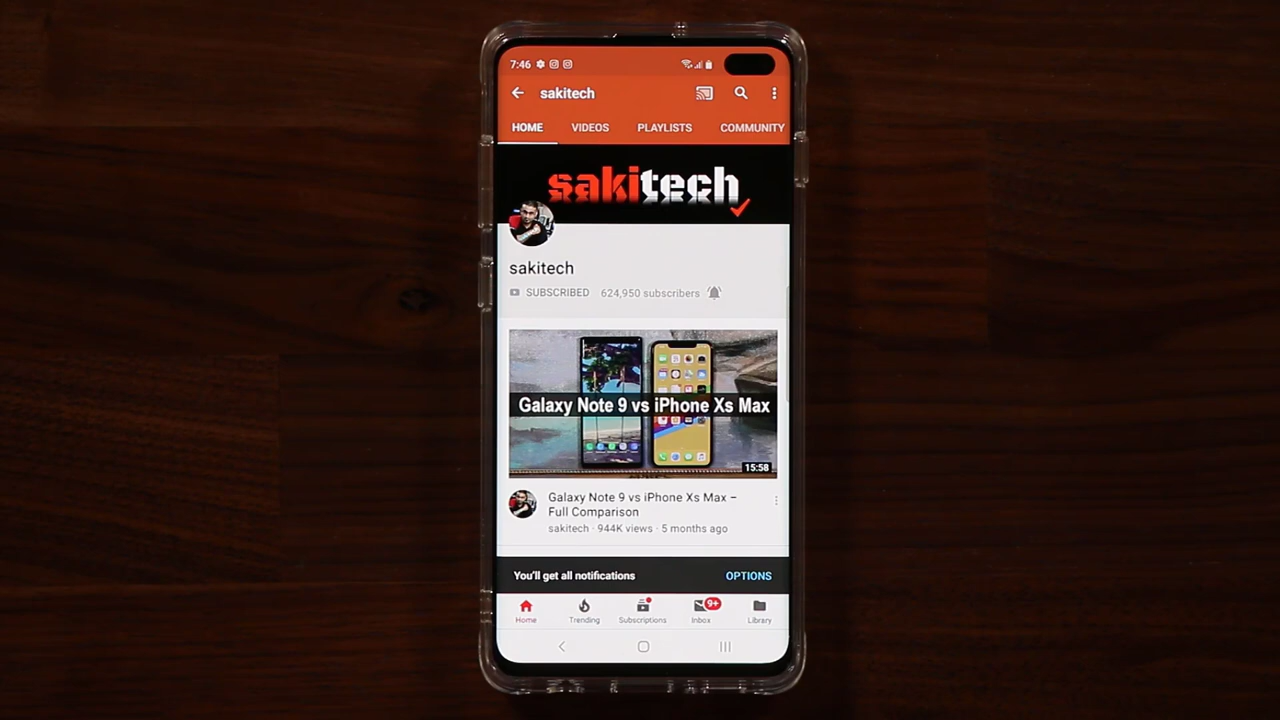 7:46
sakitech
HOME VIDEOS PLAYLISTS COMMUNITY
sakitech
sakitech
SUBSCRIBED 624,950 subscribers
Galaxy Note 9 vs iPhone Xs Max
15:58
Galaxy Note 9 vs iPhone Xs Max –
Full Comparison
sakitech · 944K views · 5 months ago
You'll get all notifications OPTIONS
9+
Home Trending Subscriptions Inbox Library